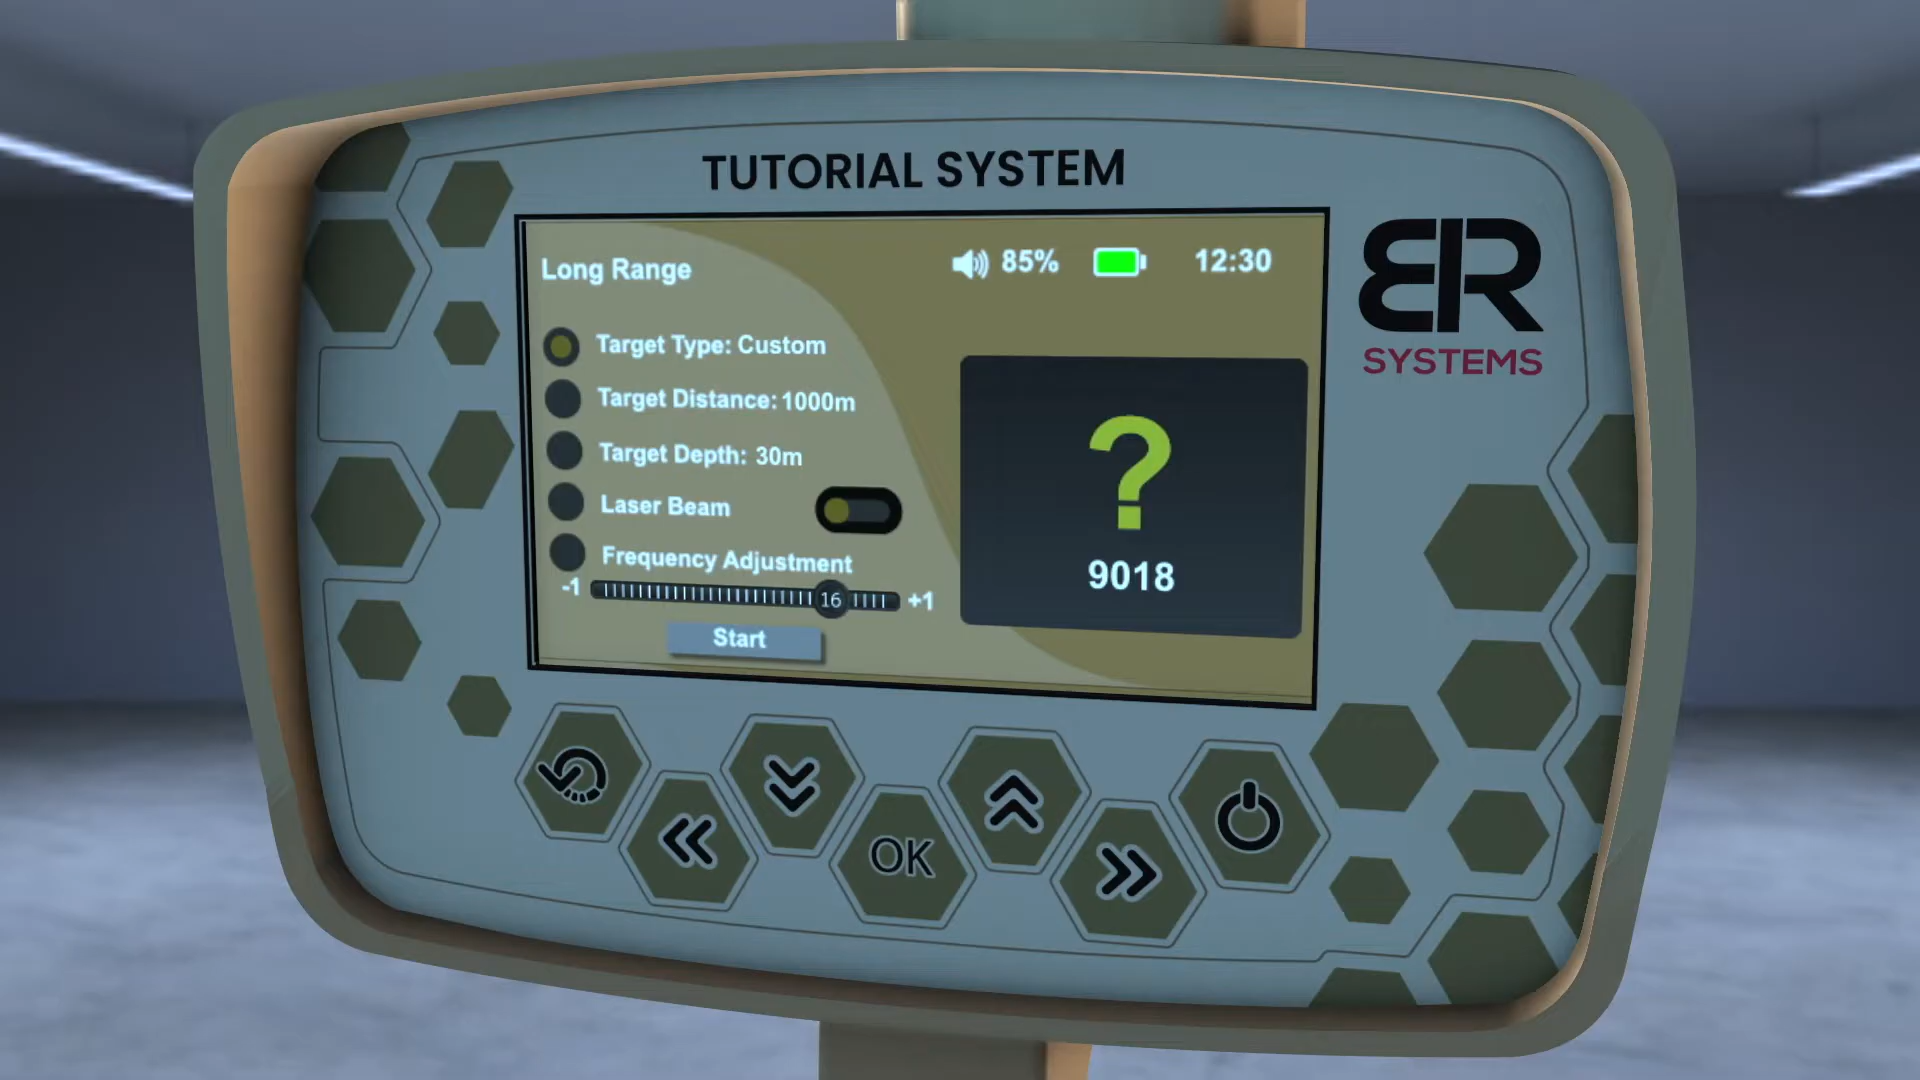 TUTORIAL SYSTEM
BR
SYSTEMS
Long Range
85%
12:30
Target Type: Custom
Target Distance: 1000m
Target Depth: 30m
Laser Beam
Frequency Adjustment
-1
16
+1
Start
?
9018
OK